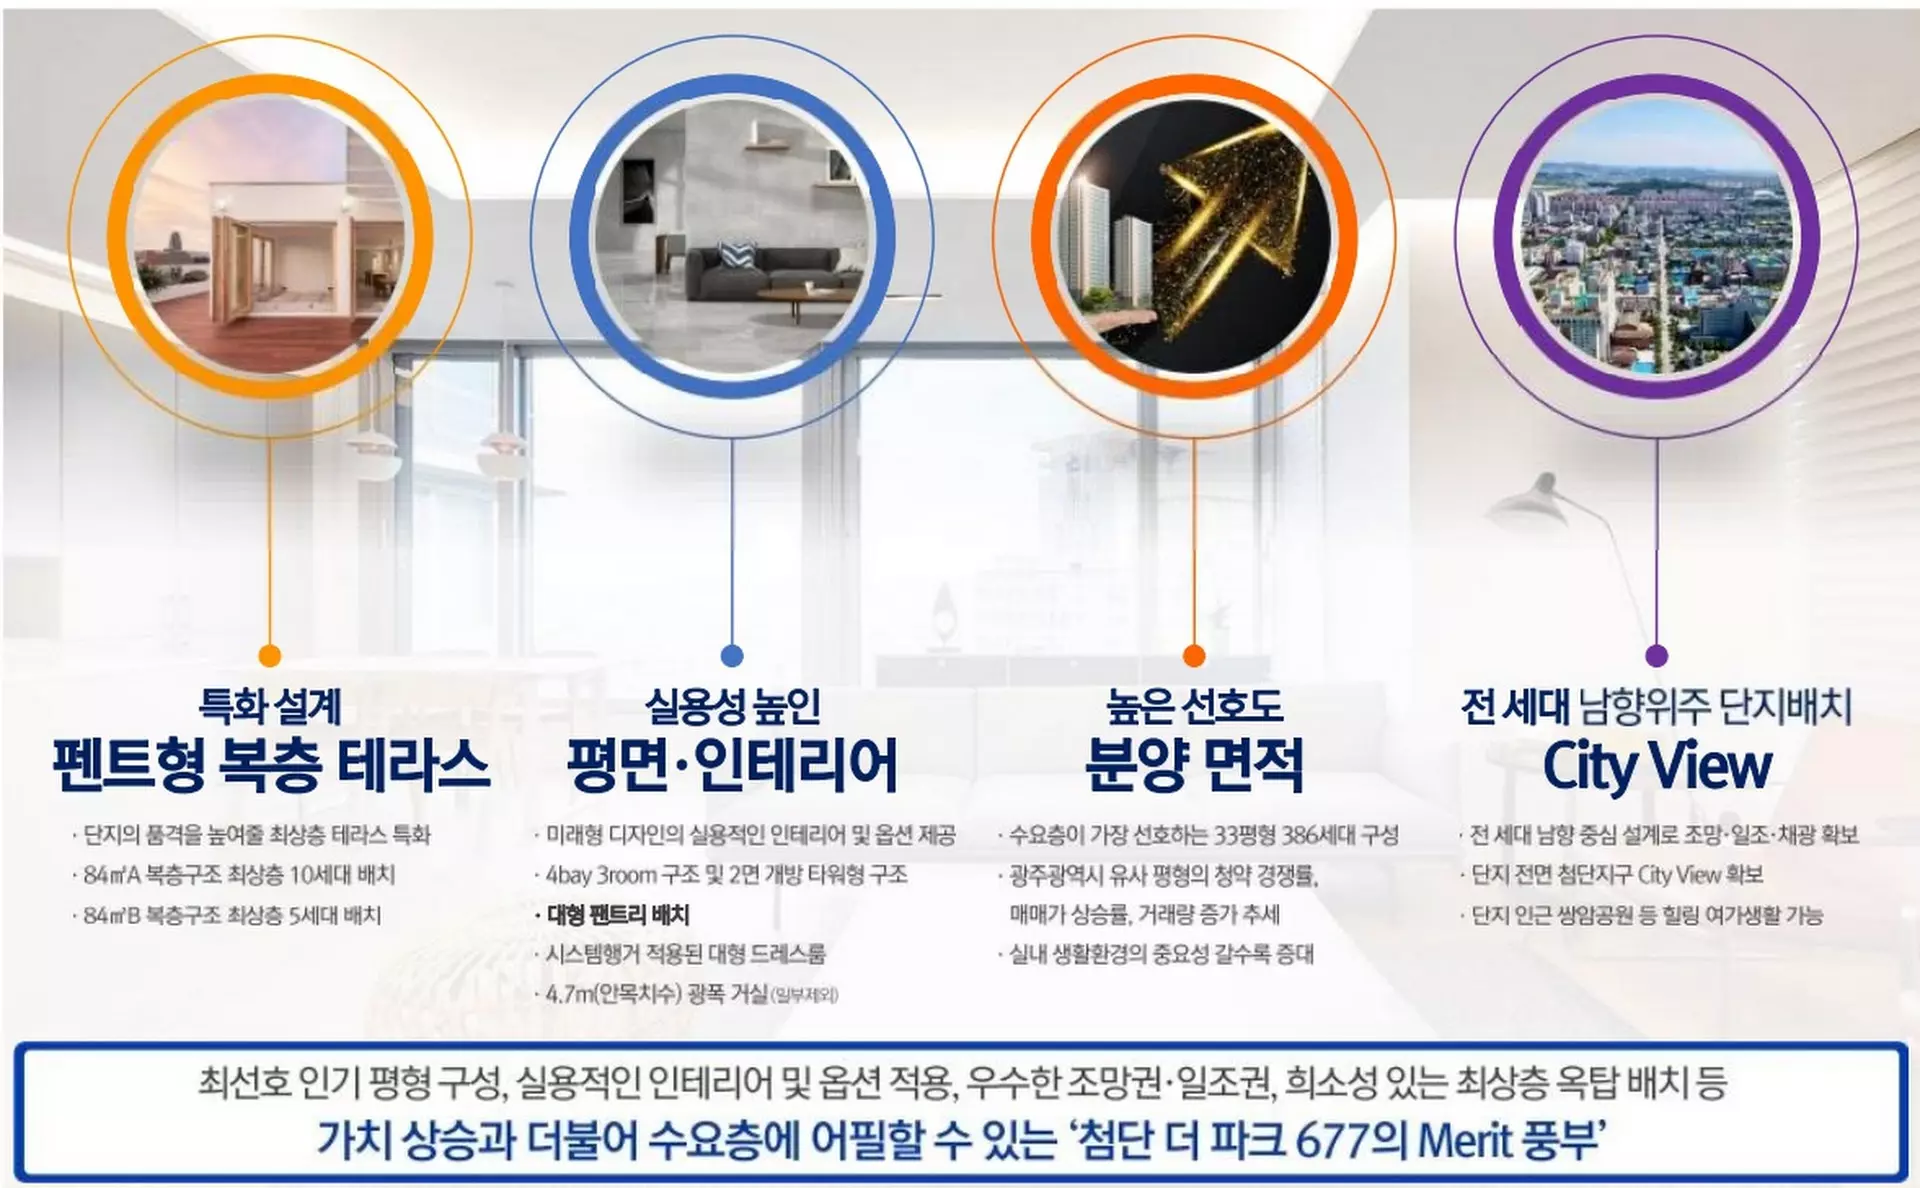 특화 설계
펜트형 복층 테라스
· 단지의 품격을 높여줄 최상층 테라스 특화
· 84㎡A 복층구조 최상층 10세대 배치
· 84㎡B 복층구조 최상층 5세대 배치
실용성 높인
평면·인테리어
· 미래형 디자인의 실용적인 인테리어 및 옵션 제공
· 4bay 3room 구조 및 2면 개방 타워형 구조
· 대형 팬트리 배치
· 시스템행거 적용된 대형 드레스룸
· 4.7m(안목치수) 광폭 거실(일부제외)
높은 선호도
분양 면적
· 수요층이 가장 선호하는 33평형 386세대 구성
· 광주광역시 유사 평형의 청약 경쟁률,
매매가 상승률, 거래량 증가 추세
· 실내 생활환경의 중요성 갈수록 증대
전 세대 남향위주 단지배치
City View
· 전 세대 남향 중심 설계로 조망·일조·채광 확보
· 단지 전면 첨단지구 City View 확보
· 단지 인근 쌍암공원 등 힐링 여가생활 가능
최선호 인기 평형 구성, 실용적인 인테리어 및 옵션 적용, 우수한 조망권·일조권, 희소성 있는 최상층 옥탑 배치 등
가치 상승과 더불어 수요층에 어필할 수 있는 ‘첨단 더 파크 677의 Merit 풍부’